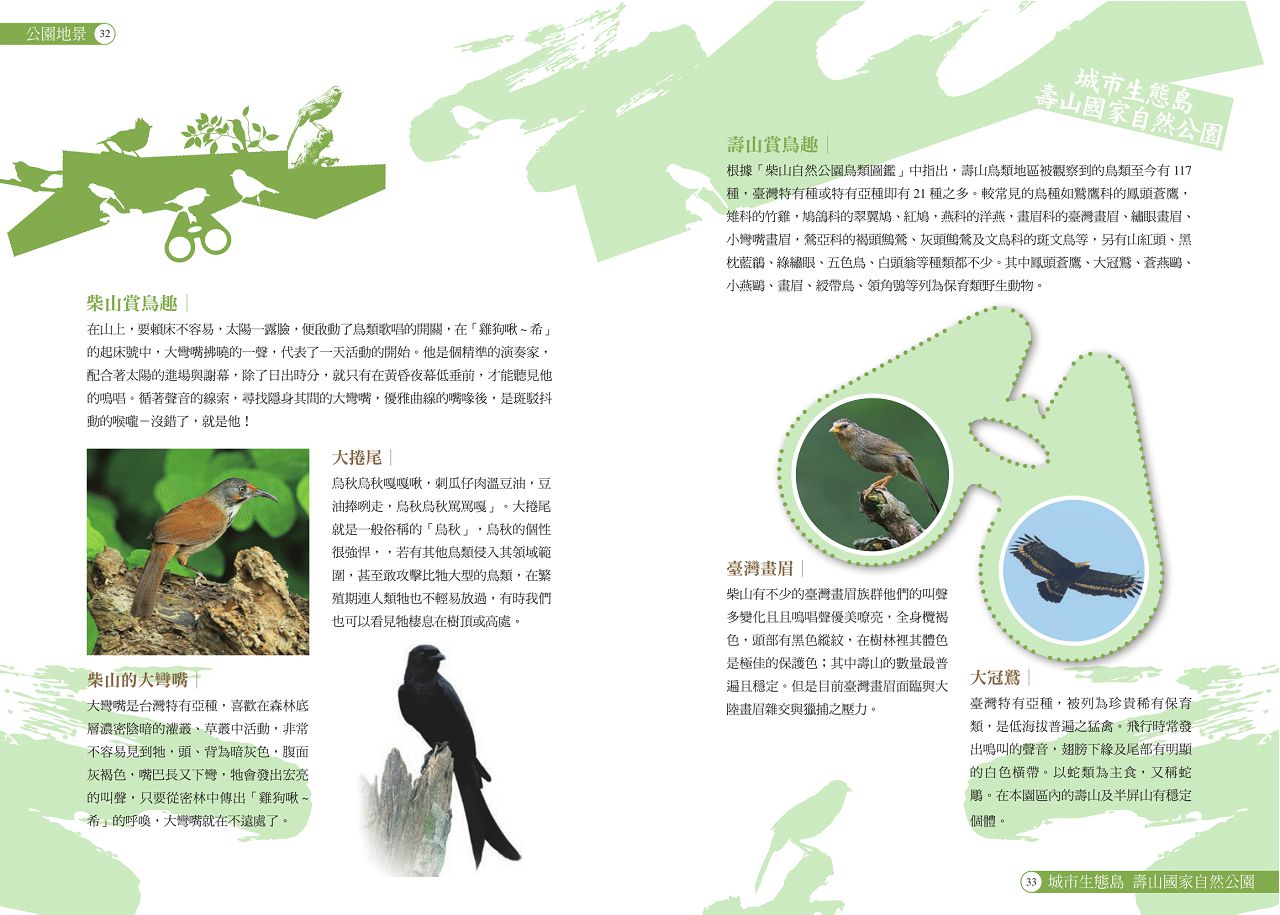 公園地景 32
柴山賞鳥趣
在山上，要賴床不容易，太陽一露臉，便啟動了鳥類歌唱的開關，在「雞狗啾~希」
的起床號中，大彎嘴拂曉的一聲，代表了一天活動的開始。他是個精準的演奏家，
配合著太陽的進場與謝幕，除了日出時分，就只有在黃昏夜幕低垂前，才能聽見他
的鳴唱。循著聲音的線索，尋找隱身其間的大彎嘴，優雅曲線的嘴喙後，是斑駁抖
動的喉嚨－沒錯了，就是他！
大捲尾
烏秋烏秋嘎嘎啾，刺瓜仔肉溫豆油，豆
油捧咧走，烏秋烏秋罵罵嘎」。大捲尾
就是一般俗稱的「烏秋」，烏秋的個性
很強悍，，若有其他鳥類侵入其領域範
圍，甚至敢攻擊比牠大型的鳥類，在繁
殖期連人類牠也不輕易放過，有時我們
也可以看見牠棲息在樹頂或高處。
柴山的大彎嘴
大彎嘴是台灣特有亞種，喜歡在森林底
層濃密陰暗的灌叢、草叢中活動，非常
不容易見到牠，頭、背為暗灰色，腹面
灰褐色，嘴巴長又下彎，牠會發出宏亮
的叫聲，只要從密林中傳出「雞狗啾~
希」的呼喚，大彎嘴就在不遠處了。
城市生態島
壽山國家自然公園
壽山賞鳥趣
根據「柴山自然公園鳥類圖鑑」中指出，壽山鳥類地區被觀察到的鳥類至今有 117
種，臺灣特有種或特有亞種即有 21 種之多。較常見的鳥種如鷲鷹科的鳳頭蒼鷹，
雉科的竹雞，鳩鴿科的翠翼鳩、紅鳩，燕科的洋燕，畫眉科的臺灣畫眉、繡眼畫眉、
小彎嘴畫眉，鶯亞科的褐頭鷦鶯、灰頭鷦鶯及文鳥科的斑文鳥等，另有山紅頭、黑
枕藍鶲、綠繡眼、五色鳥、白頭翁等種類都不少。其中鳳頭蒼鷹、大冠鷲、蒼燕鷗、
小燕鷗、畫眉、綬帶鳥、領角鴞等列為保育類野生動物。
臺灣畫眉
柴山有不少的臺灣畫眉族群他們的叫聲
多變化且且鳴唱聲優美嘹亮，全身欖褐
色，頭部有黑色縱紋，在樹林裡其體色
是極佳的保護色；其中壽山的數量最普
遍且穩定。但是目前臺灣畫眉面臨與大
陸畫眉雜交與獵捕之壓力。
大冠鷲
臺灣特有亞種，被列為珍貴稀有保育
類，是低海拔普遍之猛禽。飛行時常發
出鳴叫的聲音，翅膀下緣及尾部有明顯
的白色橫帶。以蛇類為主食，又稱蛇
鵰。在本園區內的壽山及半屏山有穩定
個體。
33 城市生態島 壽山國家自然公園